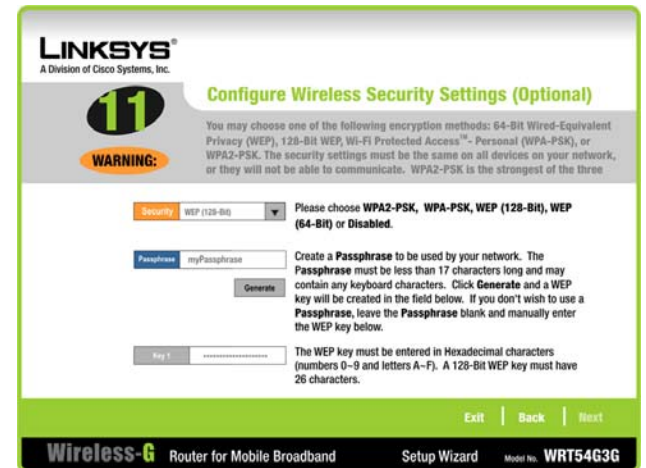 LINKSYS®
A Division of Cisco Systems, Inc.
11
Configure Wireless Security Settings (Optional)
WARNING:
You may choose one of the following encryption methods: 64-Bit Wired-Equivalent
Privacy (WEP), 128-Bit WEP, Wi-Fi Protected Access™- Personal (WPA-PSK), or
WPA2-PSK. The security settings must be the same on all devices on your network,
or they will not be able to communicate. WPA2-PSK is the strongest of the three
Security WEP (128-Bit)
Please choose WPA2-PSK, WPA-PSK, WEP (128-Bit), WEP
(64-Bit) or Disabled.
Passphrase myPassphrase
Generate
Create a Passphrase to be used by your network. The
Passphrase must be less than 17 characters long and may
contain any keyboard characters. Click Generate and a WEP
key will be created in the field below. If you don't wish to use a
Passphrase, leave the Passphrase blank and manually enter
the WEP key below.
Key 1
The WEP key must be entered in Hexadecimal characters
(numbers 0~9 and letters A~F). A 128-Bit WEP key must have
26 characters.
Exit | Back | Next
Wireless-G Router for Mobile Broadband Setup Wizard Model No. WRT54G3G